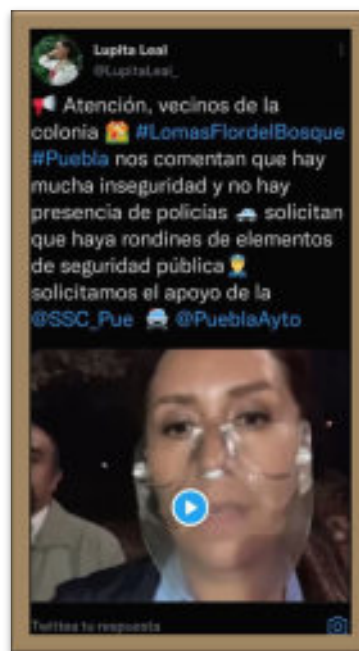 Lupita Leal
@LupitaLeal_
📢 Atención, vecinos de la
colonia 🏡 #LomasFlordelBosque
#Puebla nos comentan que hay
mucha inseguridad y no hay
presencia de policías 🚓 solicitan
que haya rondines de elementos
de seguridad pública👮
solicitamos el apoyo de la
@SSC_Pue 🚔 @PueblaAyto
Twittea tu respuesta